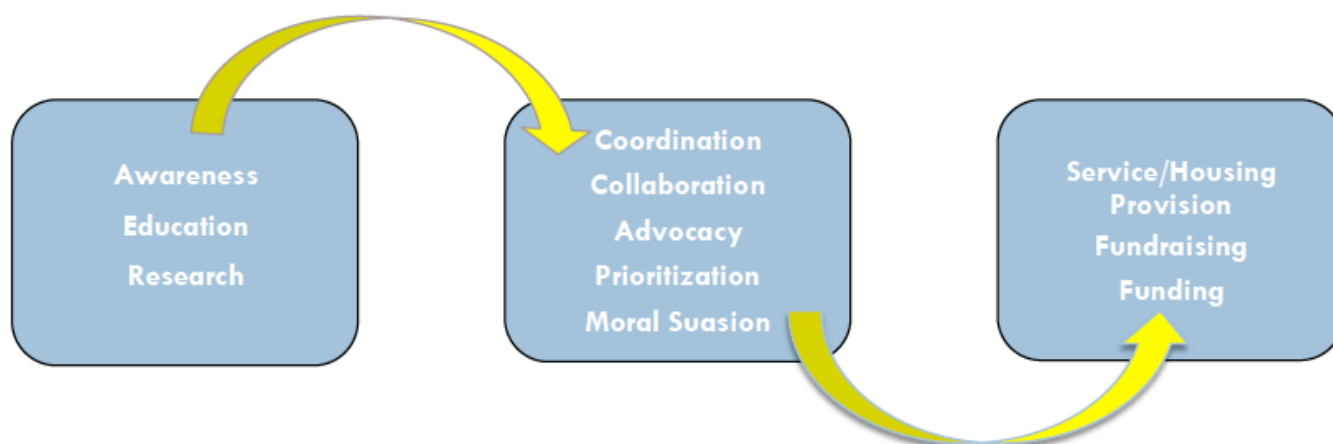 Awareness
Education
Research
Coordination
Collaboration
Advocacy
Prioritization
Moral Suasion
Service/Housing
Provision
Fundraising
Funding